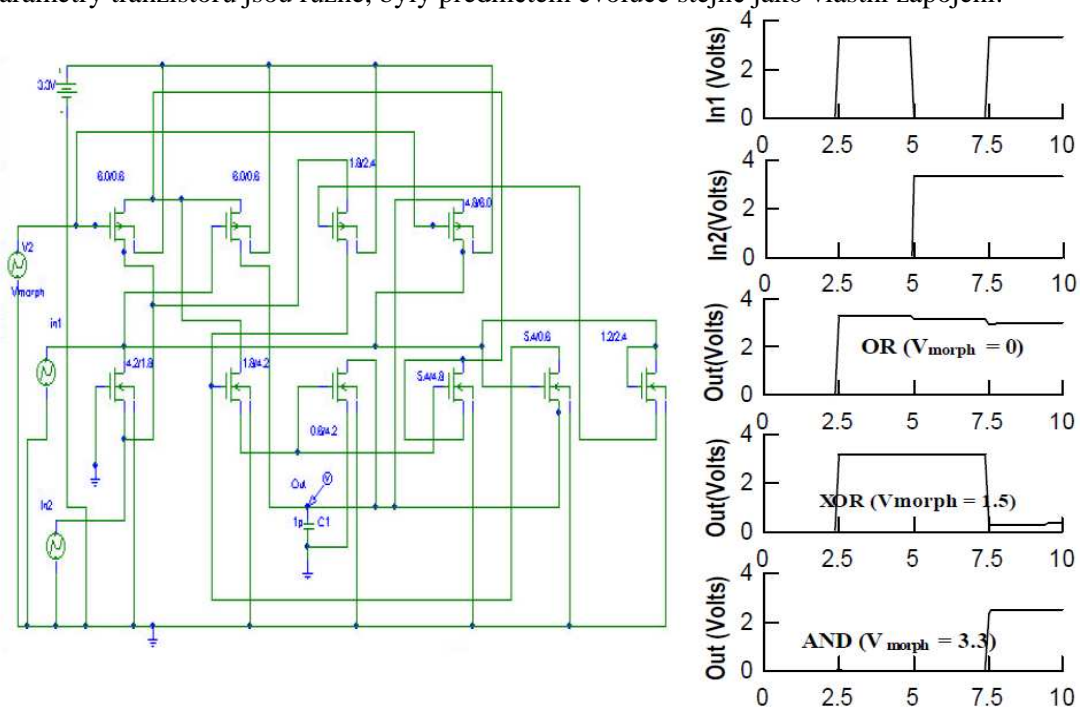 arametry tranzistorů jsou různé, byly předmětem evoluce stejně jako vlastní zapojení.
3.3V
6.0/0.6
6.0/0.6
1.8/2.4
4.8/6.0
V2
Vmorph
in1
4.2/1.8
1.8/4.2
0.6/4.2
5.4/4.8
5.4/0.6
1.2/2.4
Out
V
1p
C1
In2
In1 (Volts)
4
2
0
0 2.5 5 7.5 10
In2(Volts)
4
2
0
0 2.5 5 7.5 10
Out(Volts)
4
2
0
OR (Vmorph = 0)
0 2.5 5 7.5 10
Out(Volts)
4
2
0
XOR (Vmorph = 1.5)
0 2.5 5 7.5 10
Out (Volts)
4
2
0
AND (V morph = 3.3)
0 2.5 5 7.5 10